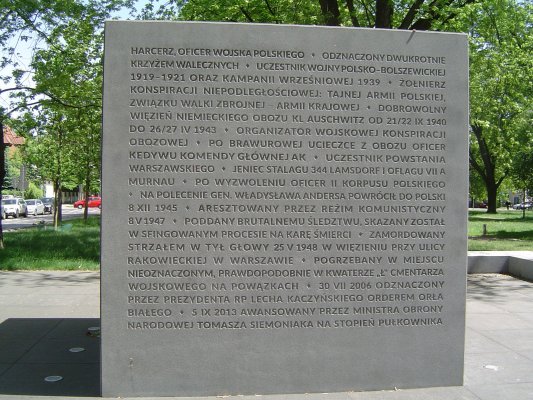 HARCERZ, OFICER WOJSKA POLSKIEGO ♦ ODZNACZONY DWUKROTNIE
KRZYŻEM WALECZNYCH ♦ UCZESTNIK WOJNY POLSKO-BOLSZEWICKIEJ
1919–1921 ORAZ KAMPANII WRZEŚNIOWEJ 1939 ♦ ŻOŁNIERZ
KONSPIRACJI NIEPODLEGŁOŚCIOWEJ: TAJNEJ ARMII POLSKIEJ,
ZWIĄZKU WALKI ZBROJNEJ – ARMII KRAJOWEJ ♦ DOBROWOLNY
WIĘZIEŃ NIEMIECKIEGO OBOZU KL AUSCHWITZ OD 21/22 IX 1940
DO 26/27 IV 1943 ♦ ORGANIZATOR WOJSKOWEJ KONSPIRACJI
OBOZOWEJ ♦ PO BRAWUROWEJ UCIECZCE Z OBOZU OFICER
KEDYWU KOMENDY GŁÓWNEJ AK ♦ UCZESTNIK POWSTANIA
WARSZAWSKIEGO ♦ JENIEC STALAGU 344 LAMSDORF I OFLAGU VII A
MURNAU ♦ PO WYZWOLENIU OFICER II KORPUSU POLSKIEGO
♦ NA POLECENIE GEN. WŁADYSŁAWA ANDERSA POWRÓCIŁ DO POLSKI
8 XII 1945 ♦ ARESZTOWANY PRZEZ REŻIM KOMUNISTYCZNY
8 V 1947 ♦ PODDANY BRUTALNEMU ŚLEDZTWU, SKAZANY ZOSTAŁ
W SFINGOWANYM PROCESIE NA KARĘ ŚMIERCI ♦ ZAMORDOWANY
STRZAŁEM W TYŁ GŁOWY 25 V 1948 W WIĘZIENIU PRZY ULICY
RAKOWIECKIEJ W WARSZAWIE ♦ POGRZEBANY W MIEJSCU
NIEOZNACZONYM, PRAWDOPODOBNIE W KWATERZE „Ł” CMENTARZA
WOJSKOWEGO NA POWĄZKACH ♦ 30 VII 2006 ODZNACZONY
PRZEZ PREZYDENTA RP LECHA KACZYŃSKIEGO ORDEREM ORŁA
BIAŁEGO ♦ 5 IX 2013 AWANSOWANY PRZEZ MINISTRA OBRONY
NARODOWEJ TOMASZA SIEMONIAKA NA STOPIEŃ PUŁKOWNIKA